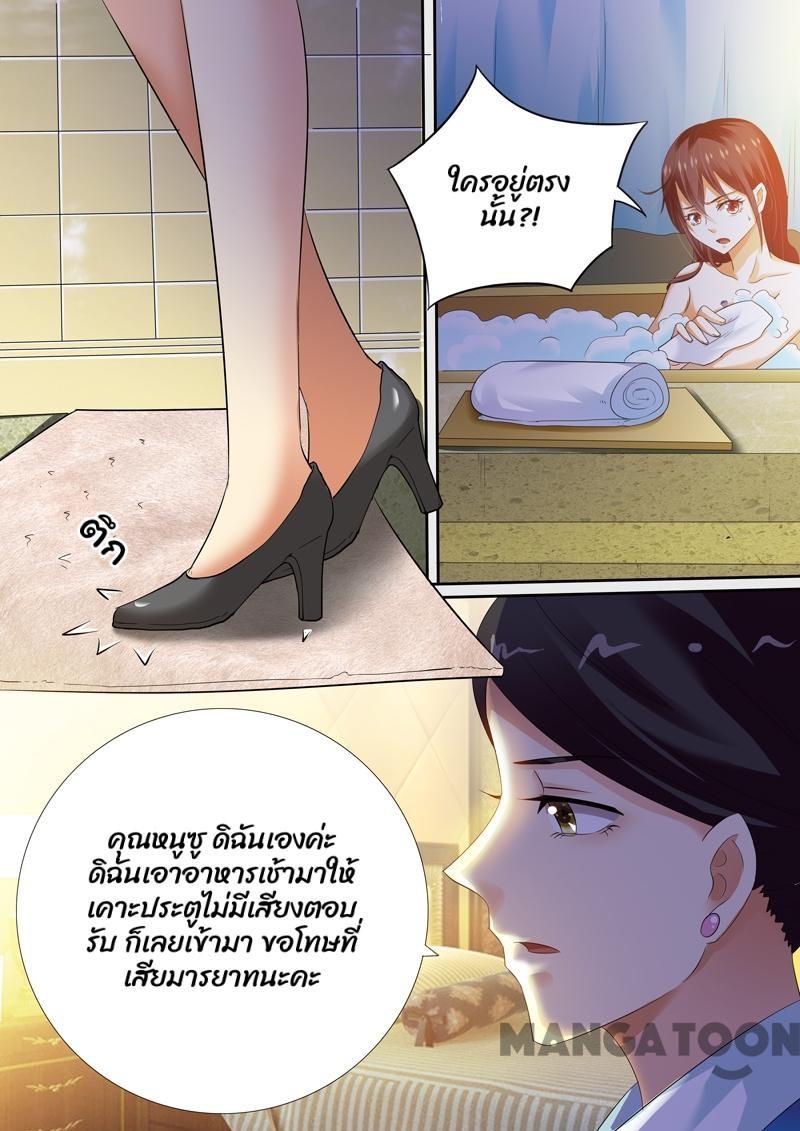 ใครอยู่ตรง
นั้น?!
ตึก
คุณหนูซู ดิฉันเองค่ะ
ดิฉันเอาอาหารเช้ามาให้
เคาะประตูไม่มีเสียงตอบ
รับ ก็เลยเข้ามา ขอโทษที่
เสียมารยาทนะคะ
MANGATOON